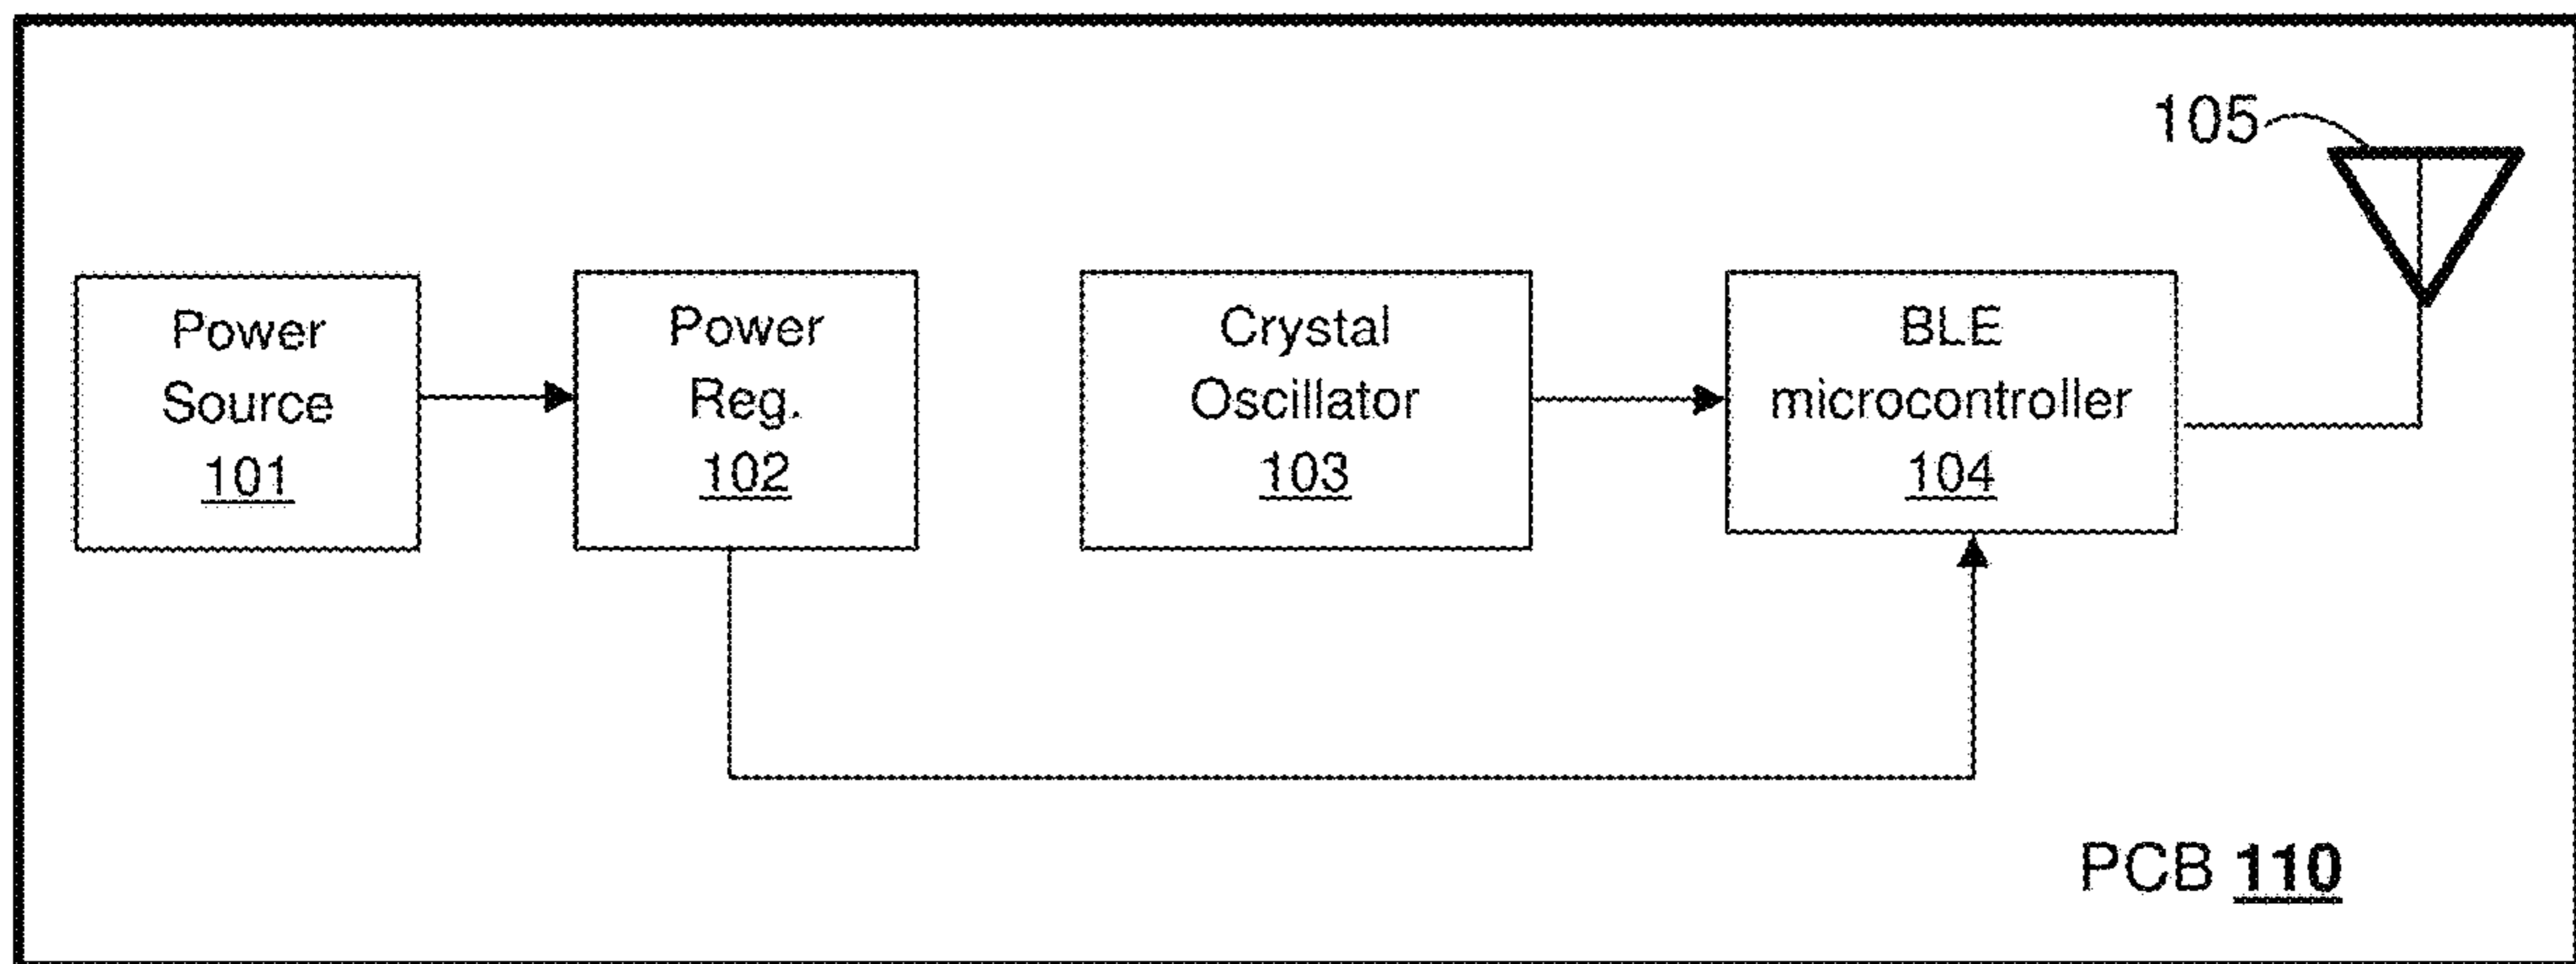 105
Power
Source
101
Power
Reg.
102
Crystal
Oscillator
103
BLE
microcontroller
104
PCB 110